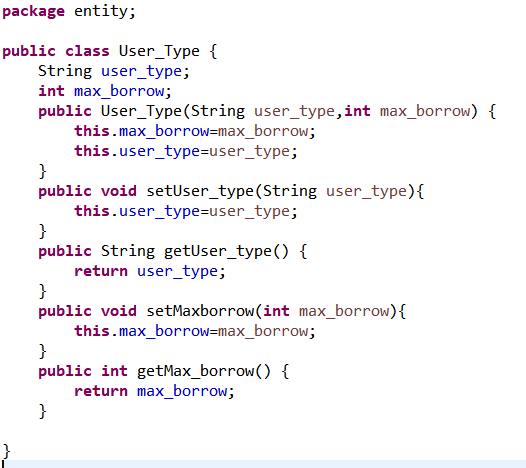 package entity;
public class User_Type {
String user_type;
int max_borrow;
public User_Type(String user_type,int max_borrow) {
this.max_borrow=max_borrow;
this.user_type=user_type;
}
public void setUser_type(String user_type){
this.user_type=user_type;
}
public String getUser_type() {
return user_type;
}
public void setMaxborrow(int max_borrow){
this.max_borrow=max_borrow;
}
public int getMax_borrow() {
return max_borrow;
}
}